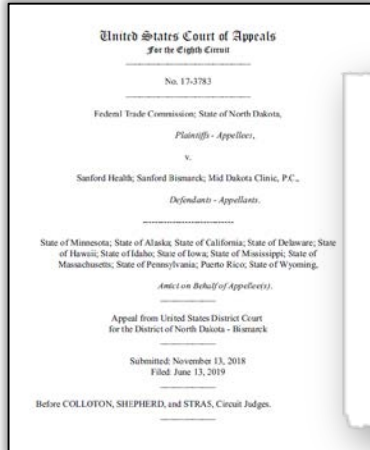 United States Court of Appeals
For the Eighth Circuit
No. 17-3783
Federal Trade Commission; State of North Dakota,
Plaintiffs - Appellees,
v.
Sanford Health; Sanford Bismarck; Mid Dakota Clinic, P.C.,
Defendants - Appellants.
State of Minnesota; State of Alaska; State of California; State of Delaware; State
of Hawaii; State of Idaho; State of Iowa; State of Mississippi; State of
Massachusetts; State of Pennsylvania; Puerto Rico; State of Wyoming,
Amici on Behalf of Appellee(s).
Appeal from United States District Court
for the District of North Dakota - Bismarck
Submitted: November 13, 2018
Filed: June 13, 2019
Before COLLOTON, SHEPHERD, and STRAS, Circuit Judges.